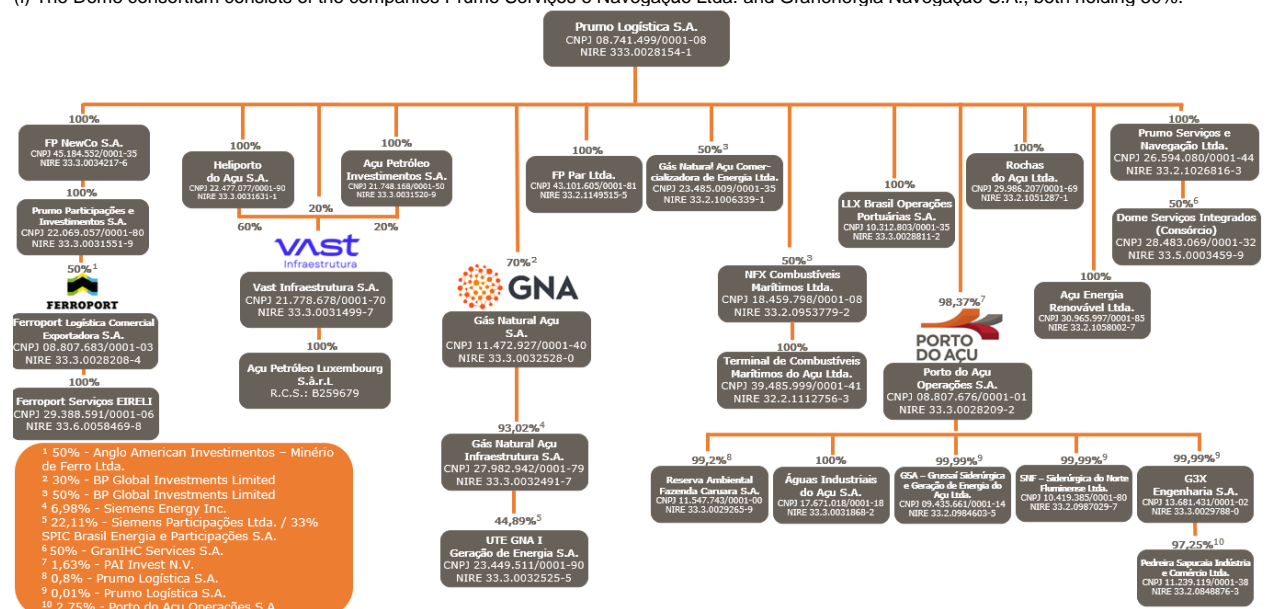 (i) The Dome consortium consists of the companies Prumo Serviços e Navegação Ltda. and Granenergia Navegação S.A., both holding 50%.
Prumo Logística S.A.
CNPJ 08.741.499/0001-08
NIRE 333.0028154-1
100%
FP NewCo S.A.
CNPJ 45.184.552/0001-35
NIRE 33.3.0034217-6
100%
Prumo Participações e
Investimentos S.A.
CNPJ 22.069.057/0001-80
NIRE 33.3.0031551-9
50%¹
FERROPORT
Ferroport Logística Comercial
Exportadora S.A.
CNPJ 08.807.683/0001-03
NIRE 33.3.0028208-4
100%
Ferroport Serviços EIRELI
CNPJ 29.388.591/0001-06
NIRE 33.6.0058469-8
100%
Heliporto
do Açu S.A.
CNPJ 22.477.077/0001-90
NIRE 33.3.0031631-1
100%
Açu Petróleo
Investimentos S.A.
CNPJ 21.748.168/0001-50
NIRE 33.3.0031520-9
60%
20%
20%
vast
Infraestrutura
Vast Infraestrutura S.A.
CNPJ 21.778.678/0001-70
NIRE 33.3.0031499-7
100%
Açu Petróleo Luxembourg
S.à.r.L
R.C.S.: B259679
70%²
GNA
Gás Natural Açu
S.A.
CNPJ 11.472.927/0001-40
NIRE 33.3.0032528-0
93,02%⁴
Gás Natural Açu
Infraestrutura S.A.
CNPJ 27.982.942/0001-79
NIRE 33.3.0032491-7
44,89%⁵
UTE GNA I
Geração de Energia S.A.
CNPJ 23.449.511/0001-90
NIRE 33.3.0032525-5
100%
FP Par Ltda.
CNPJ 43.101.605/0001-81
NIRE 33.2.1149515-5
50%³
Gás Natural Açu Comer-
cializadora de Energia Ltda.
CNPJ 23.485.009/0001-35
NIRE 33.2.1006339-1
50%³
NFX Combustíveis
Marítimos Ltda.
CNPJ 18.459.798/0001-08
NIRE 33.2.0953779-2
100%
Terminal de Combustíveis
Marítimos do Açu Ltda.
CNPJ 39.485.999/0001-41
NIRE 32.2.1112756-3
100%
LLX Brasil Operações
Portuárias S.A.
CNPJ 10.312.803/0001-35
NIRE 33.3.0028811-2
98,37%⁷
PORTO
DO AÇU
Porto do Açu
Operações S.A.
CNPJ 08.807.676/0001-01
NIRE 33.3.0028209-2
100%
Rochas
do Açu Ltda.
CNPJ 29.986.207/0001-69
NIRE 33.2.1051287-1
100%
Açu Energia
Renovável Ltda.
CNPJ 30.965.997/0001-85
NIRE 33.2.1058002-7
100%
Prumo Serviços e
Navegação Ltda.
CNPJ 26.594.080/0001-44
NIRE 33.2.1026816-3
50%⁶
Dome Serviços Integrados
(Consórcio)
CNPJ 28.483.069/0001-32
NIRE 33.5.0003459-9
99,2%⁸
Reserva Ambiental
Fazenda Caruara S.A.
CNPJ 11.547.743/0001-00
NIRE 33.3.0029265-9
100%
Águas Industriais
do Açu S.A.
CNPJ 17.671.018/0001-18
NIRE 33.3.0031868-2
99,99%⁹
GSA – Grussaí Siderúrgica
e Geração de Energia do
Açu Ltda.
CNPJ 09.435.661/0001-14
NIRE 33.2.0984603-5
99,99%⁹
SNF – Siderúrgica do Norte
Fluminense Ltda.
CNPJ 10.419.385/0001-80
NIRE 33.2.0987029-7
99,99%⁹
G3X
Engenharia S.A.
CNPJ 13.681.431/0001-02
NIRE 33.3.0029788-0
97,25%¹⁰
Pedreira Sapucaia Indústria
e Comércio Ltda.
CNPJ 11.239.119/0001-38
NIRE 33.2.0848876-3
¹ 50% - Anglo American Investimentos – Minério
de Ferro Ltda.
² 30% - BP Global Investments Limited
³ 50% - BP Global Investments Limited
⁴ 6,98% - Siemens Energy Inc.
⁵ 22,11% - Siemens Participações Ltda. / 33%
SPIC Brasil Energia e Participações S.A.
⁶ 50% - GranIHC Services S.A.
⁷ 1,63% - PAI Invest N.V.
⁸ 0,8% - Prumo Logística S.A.
⁹ 0,01% - Prumo Logística S.A.
¹⁰ 2,75% - Porto do Açu Operações S.A.